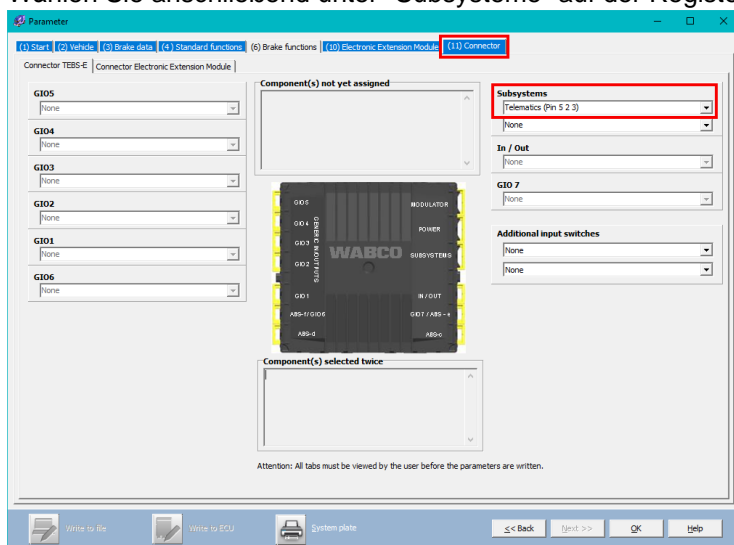 Wählen Sie anschließend unter "Subsysteme" auf der Registe
Parameter
(1) Start (2) Vehicle (3) Brake data (4) Standard functions (6) Brake functions (10) Electronic Extension Module (11) Connector
Connector TEBS-E Connector Electronic Extension Module
GIO5
None
GIO4
None
GIO3
None
GIO2
None
GIO1
None
GIO6
None
Component(s) not yet assigned
GIO5
GIO4
GIO3
GIO2
GIO1
ABS-f/GIO6
ABS-d
GENERIC IN/OUTPUTS
WABCO
MODULATOR
POWER
SUBSYSTEMS
IN/OUT
GIO7 / ABS-e
ABS-c
Component(s) selected twice
Subsystems
Telematics (Pin 5 2 3)
None
In / Out
None
GIO 7
None
Additional input switches
None
None
Attention: All tabs must be viewed by the user before the parameters are written.
Write to file
Write to ECU
System plate
<< Back
Next >>
OK
Help